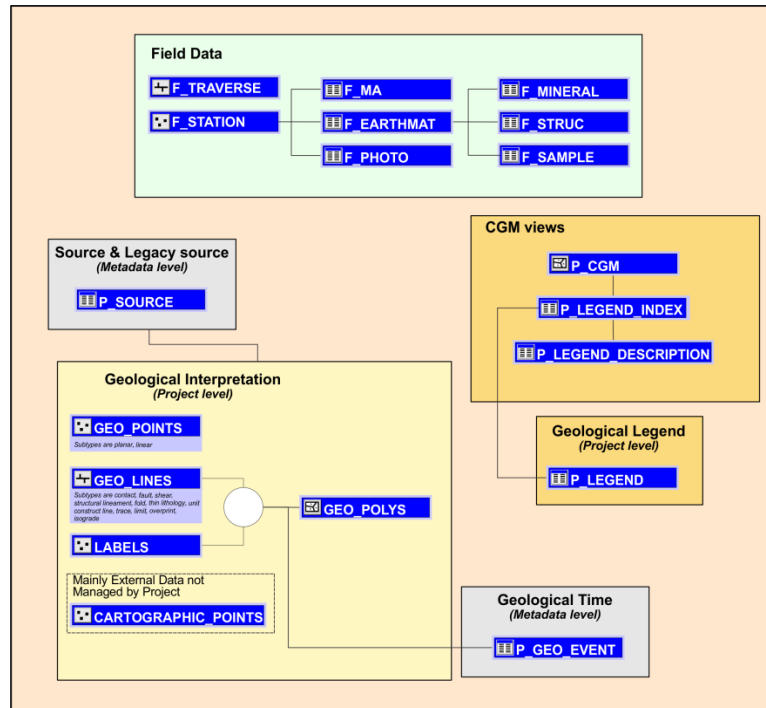 Field Data
F_TRAVERSE
F_MA
F_MINERAL
F_STATION
F_EARTHMAT
F_STRUC
F_PHOTO
F_SAMPLE
CGM views
P_CGM
P_LEGEND_INDEX
P_LEGEND_DESCRIPTION
Source & Legacy source
(Metadata level)
P_SOURCE
Geological Interpretation
(Project level)
GEO_POINTS
Subtypes are planar, linear
GEO_LINES
Subtypes are contact, fault, shear,
structural lineament, fold, thin lithology, unit
construct line, trace, limit, overprint,
isograde
GEO_POLYS
LABELS
Mainly External Data not
Managed by Project
CARTOGRAPHIC_POINTS
Geological Legend
(Project level)
P_LEGEND
Geological Time
(Metadata level)
P_GEO_EVENT